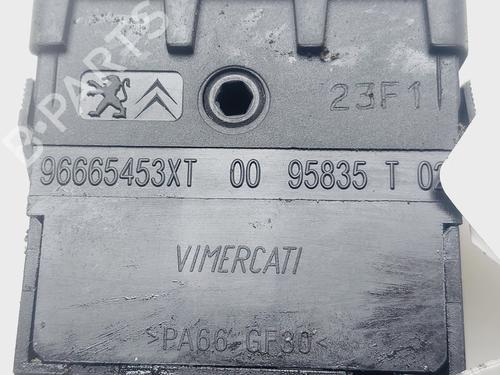 23F1
96665453XT 00 95835 T 02
VIMERCATI
>PA66-GF30<
B-PARTS